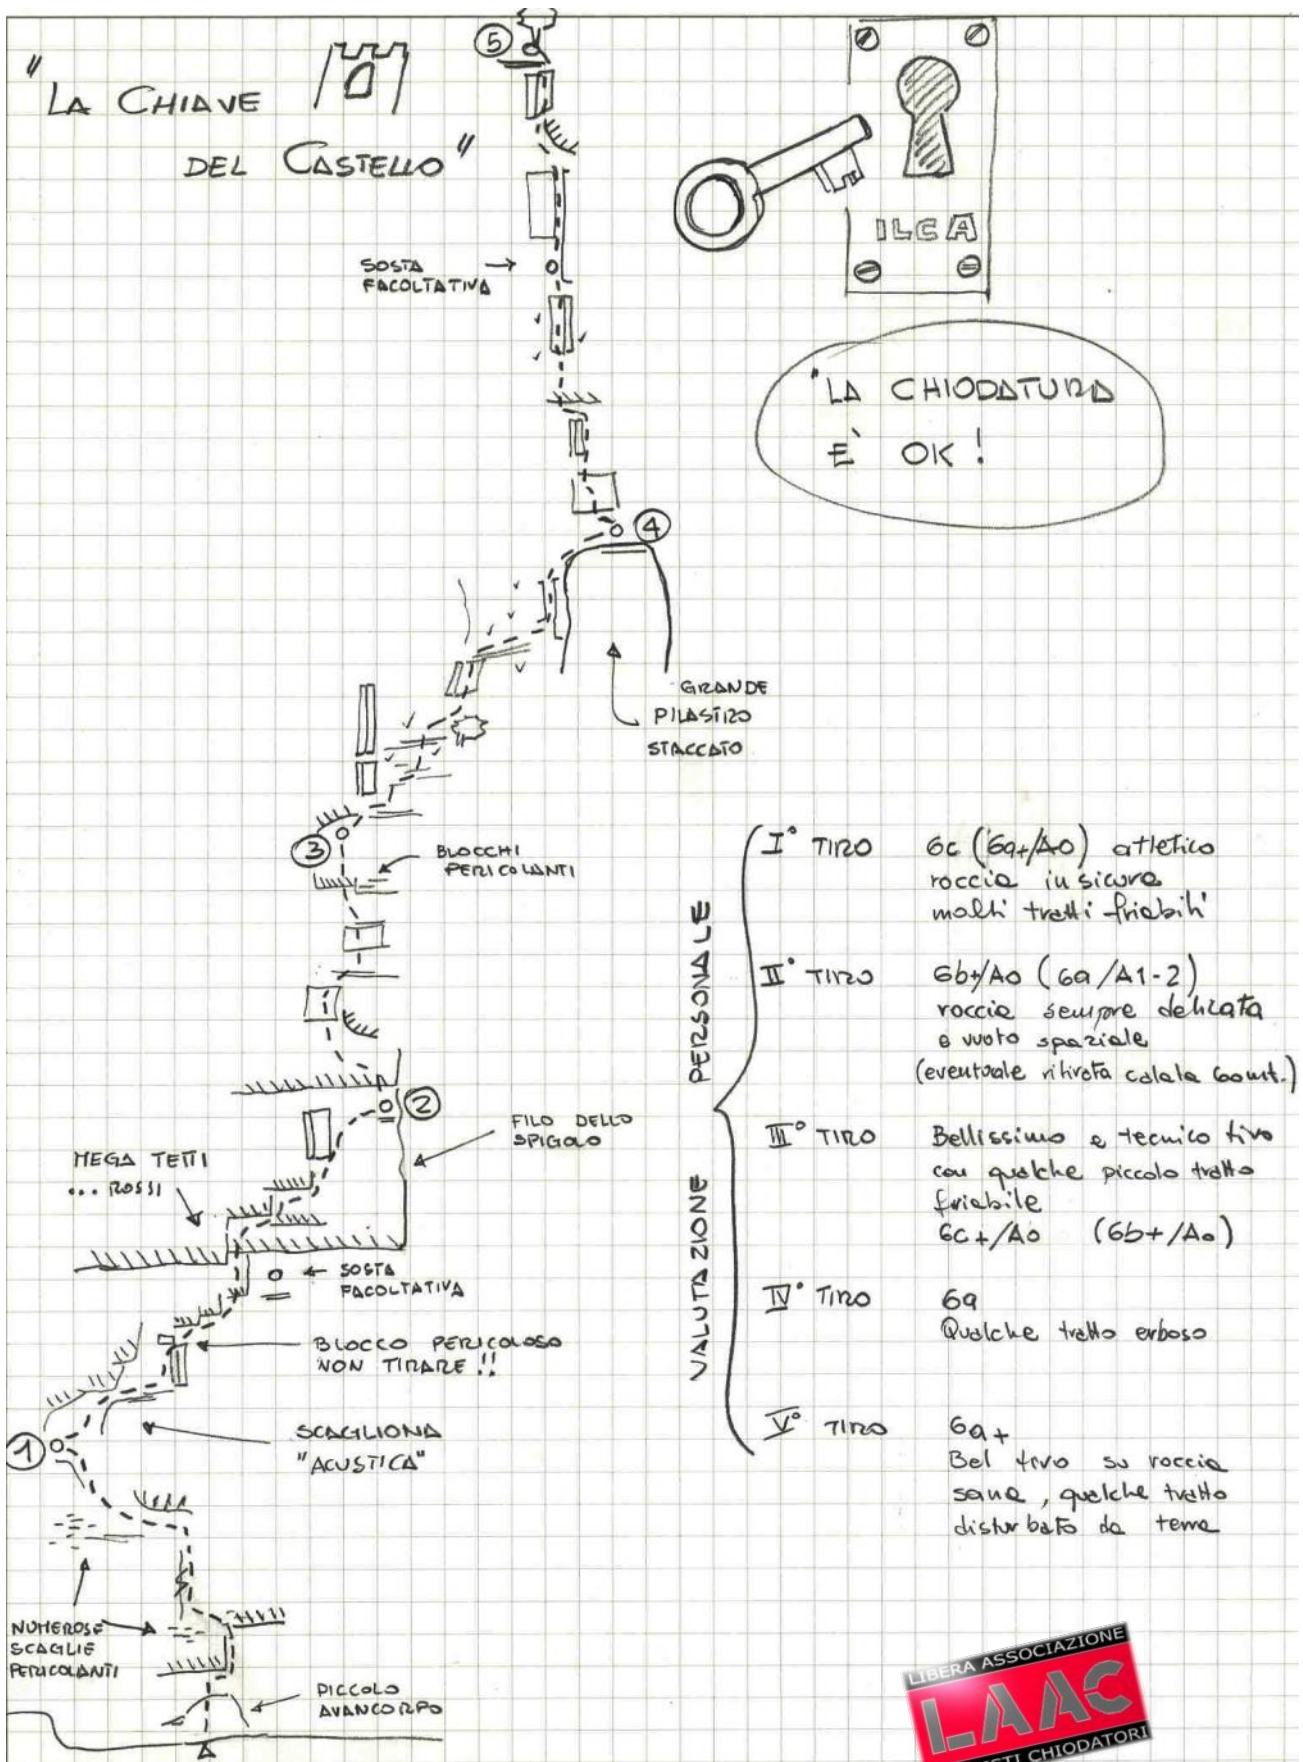 "LA CHIAVE
DEL CASTELLO"
5
ILCA
SOSTA
FACOLTATIVA
"LA CHIODATURA
E' OK!
4
GRANDE
PILASTRO
STACCATO
3
BLOCCHI
PERICOLANTI
2
FILO DELLO
SPIGOLO
MEGA TETTI
... ROSSI
SOSTA
FACOLTATIVA
BLOCCO PERICOLOSO
NON TIRARE !!
1
SCAGLIONA
"ACUSTICA"
NUMEROSE
SCAGLIE
PERICOLANTI
PICCOLO
AVANCORPO
VALUTAZIONE PERSONALE
I° TIRO 6c (6a+/A0) atletico
roccia insicura
molti tratti friabili
II° TIRO 6b+/A0 (6a/A1-2)
roccia sempre delicata
e vuoto spaziale
(eventuale ritirata calata 60mt.)
III° TIRO Bellissimo e tecnico tiro
con qualche piccolo tratto
friabile
6c+/A0 (6b+/A0)
IV° TIRO 6a
Qualche tratto erboso
V° TIRO 6a+
Bel tiro su roccia
sana, qualche tratto
disturbato da terra
LIBERA ASSOCIAZIONE
LAAC
CHIODATORI